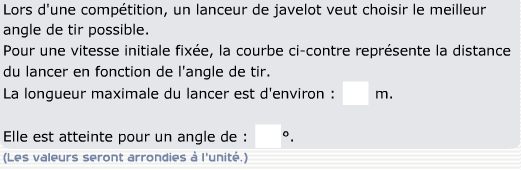 Lors d'une compétition, un lanceur de javelot veut choisir le meilleur
angle de tir possible.
Pour une vitesse initiale fixée, la courbe ci-contre représente la distance
du lancer en fonction de l'angle de tir.
La longueur maximale du lancer est d'environ : m.
Elle est atteinte pour un angle de : °.
(Les valeurs seront arrondies à l'unité.)